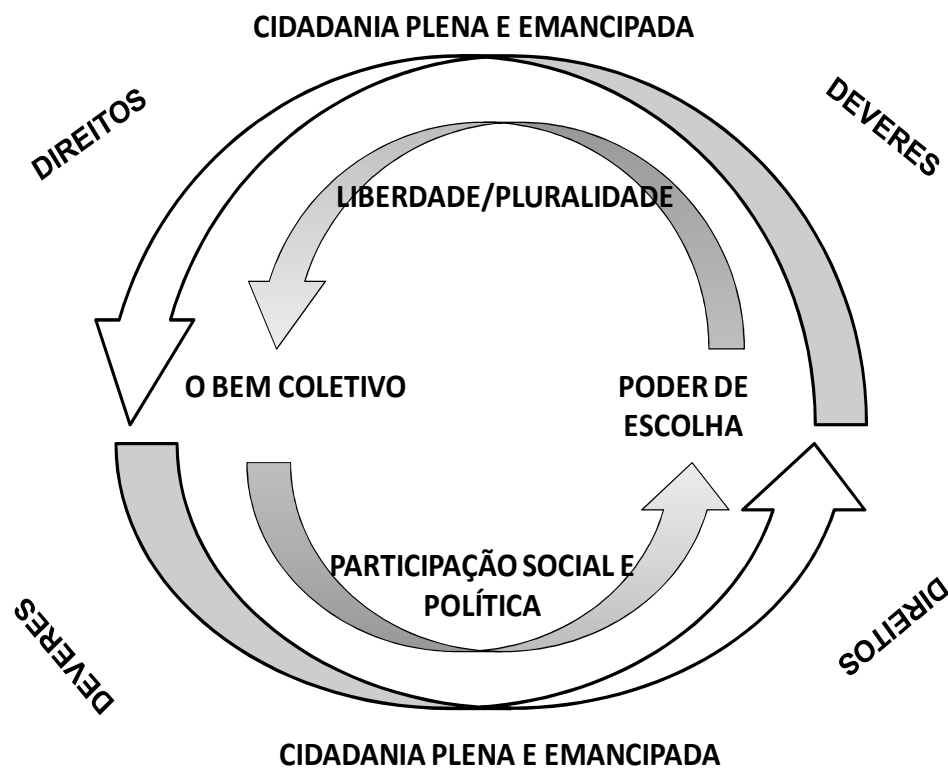 CIDADANIA PLENA E EMANCIPADA
DIREITOS
DEVERES
LIBERDADE/PLURALIDADE
O BEM COLETIVO
PODER DE
ESCOLHA
PARTICIPAÇÃO SOCIAL E
POLÍTICA
DEVERES
DIREITOS
CIDADANIA PLENA E EMANCIPADA